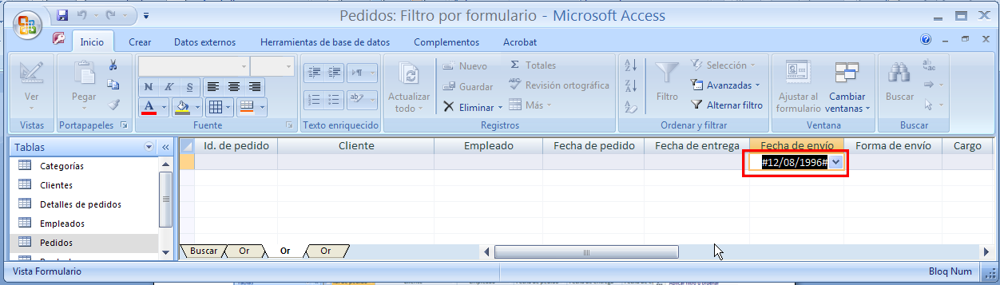 Pedidos: Filtro por formulario - Microsoft Access
Inicio Crear Datos externos Herramientas de base de datos Complementos Acrobat
Ver
Pegar
N K S
A
Actualizar todo
Nuevo
Guardar
Eliminar
Σ Totales
ABC Revisión ortográfica
Más
Filtro
Selección
Avanzadas
Alternar filtro
Ajustar al formulario
Cambiar ventanas
Buscar
Vistas Portapapeles Fuente Texto enriquecido Registros Ordenar y filtrar Ventana Buscar
Tablas «
Id. de pedido Cliente Empleado Fecha de pedido Fecha de entrega Fecha de envío Forma de envío Cargo
#12/08/1996#
Categorías
Clientes
Detalles de pedidos
Empleados
Pedidos
Buscar Or Or Or
Vista Formulario Bloq Num